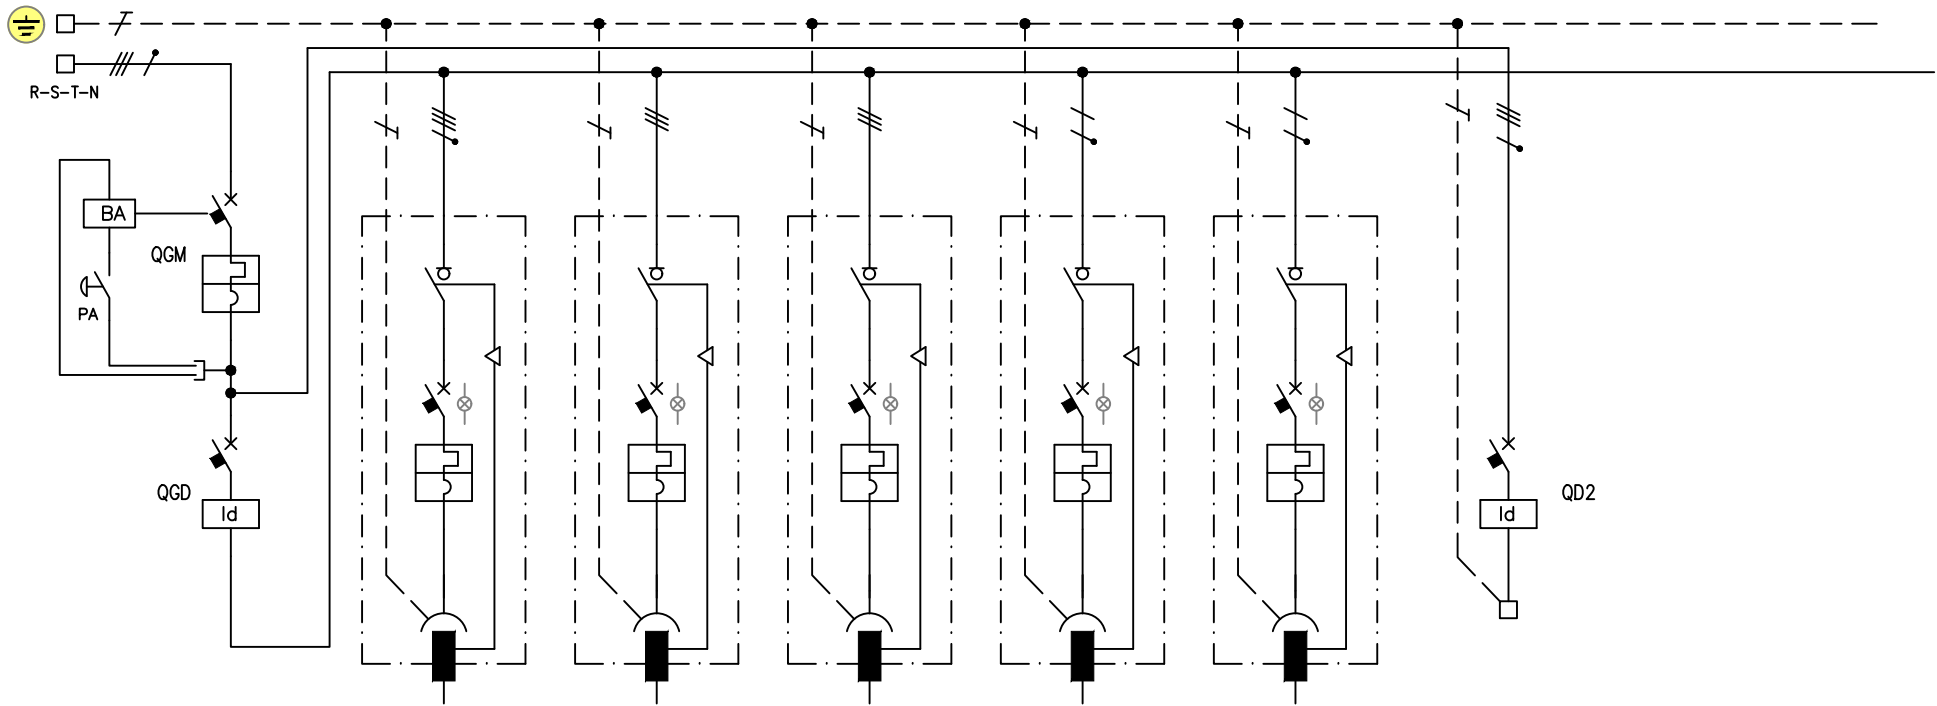 R-S-T-N
BA
QGM
PA
QGD
Id
QD2
Id